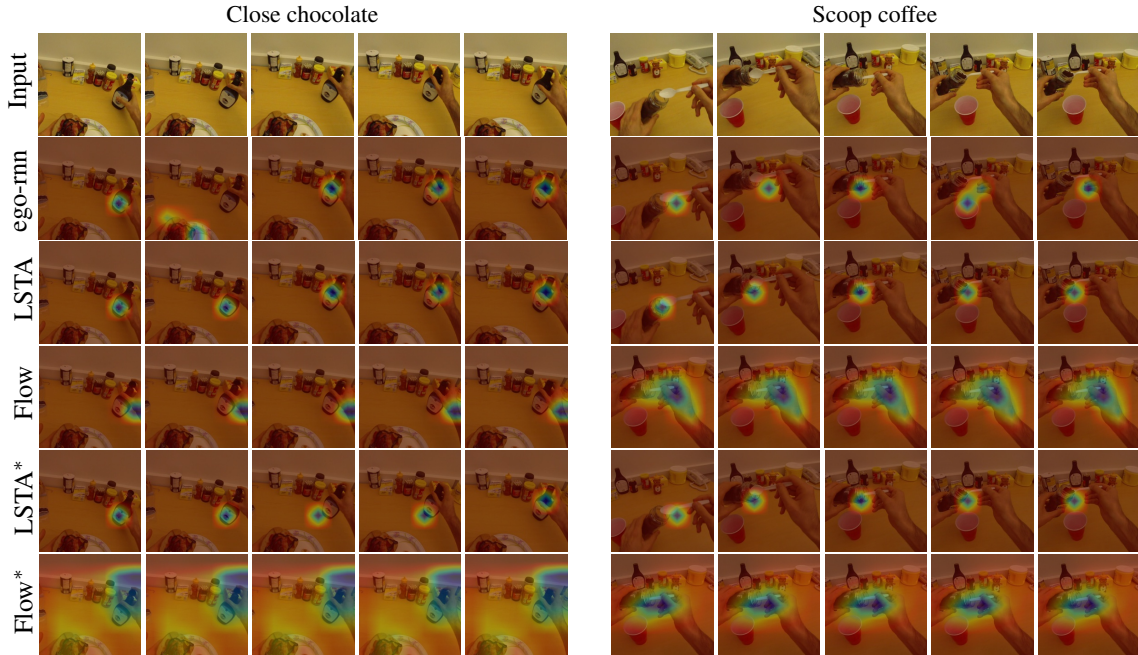 Close chocolate
Scoop coffee
Input
ego-rnn
LSTA
Flow
LSTA*
Flow*